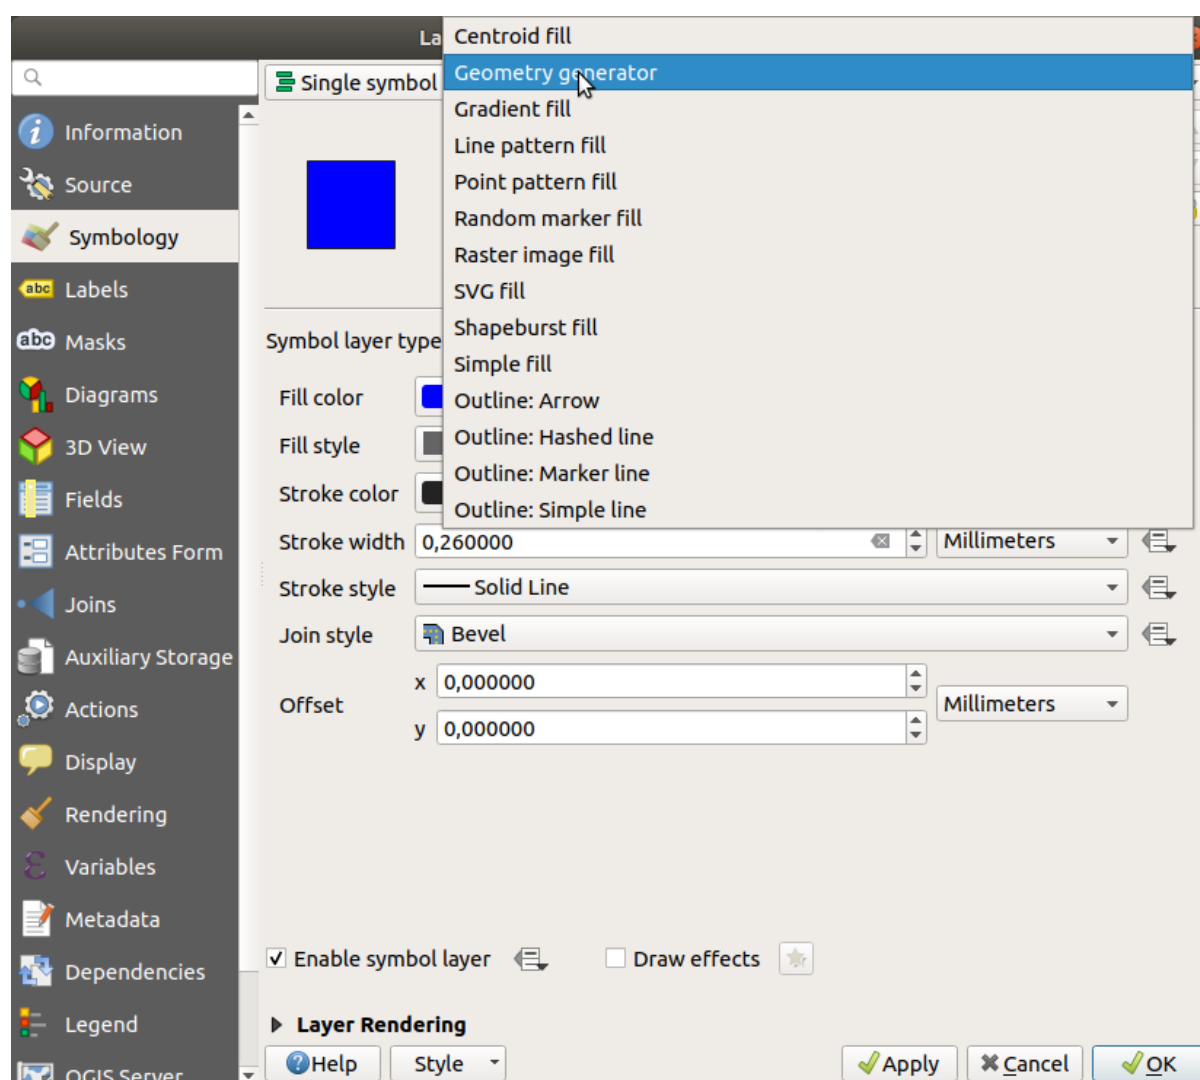 La
Single symbol
Centroid fill
Geometry generator
Gradient fill
Line pattern fill
Point pattern fill
Random marker fill
Raster image fill
SVG fill
Shapeburst fill
Simple fill
Outline: Arrow
Outline: Hashed line
Outline: Marker line
Outline: Simple line
Information
Source
Symbology
abc Labels
abc Masks
Diagrams
3D View
Fields
Attributes Form
Joins
Auxiliary Storage
Actions
Display
Rendering
Variables
Metadata
Dependencies
Legend
QGIS Server
Symbol layer type
Fill color
Fill style
Stroke color
Stroke width 0,260000 Millimeters
Stroke style Solid Line
Join style Bevel
Offset x 0,000000 Millimeters
y 0,000000
Enable symbol layer Draw effects
Layer Rendering
Help Style Apply Cancel OK